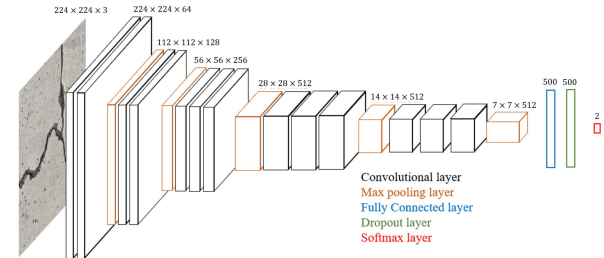 224 × 224 × 3
224 × 224 × 64
112 × 112 × 128
56 × 56 × 256
28 × 28 × 512
14 × 14 × 512
7 × 7 × 512
500
500
2
Convolutional layer
Max pooling layer
Fully Connected layer
Dropout layer
Softmax layer